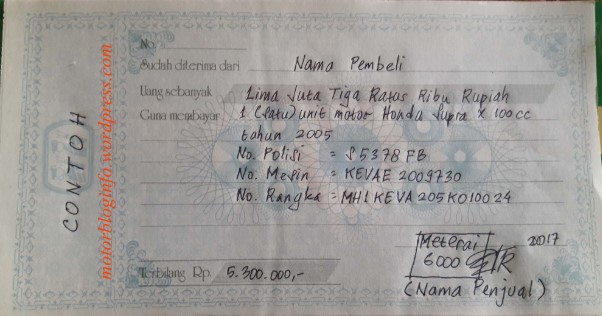 CONTOH
motorbloginfo.wordpress.com
No.
Sudah diterima dari Nama Pembeli
Uang sebanyak Lima Juta Tiga Ratus Ribu Rupiah
Guna membayar 1 (satu) unit motor Honda Supra X 100cc
tahun 2005
No. Polisi = S 5378 FB
No. Mesin = KEVAE 2009730
No. Rangka = MH1KEVA205K010024
2017
Meterai
6000
Terbilang Rp. 5.300.000,-
(Nama Penjual)